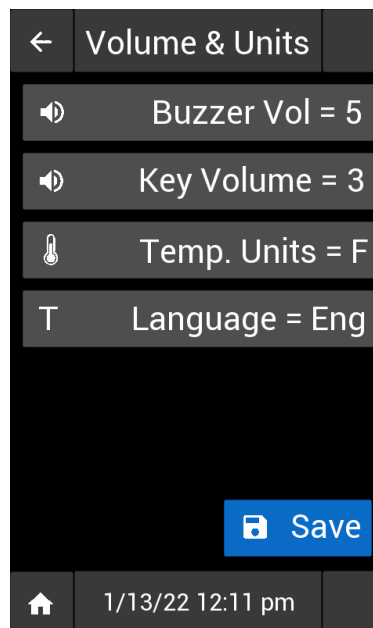 Volume & Units
Buzzer Vol = 5
Key Volume = 3
Temp. Units = F
T Language = Eng
Save
1/13/22 12:11 pm